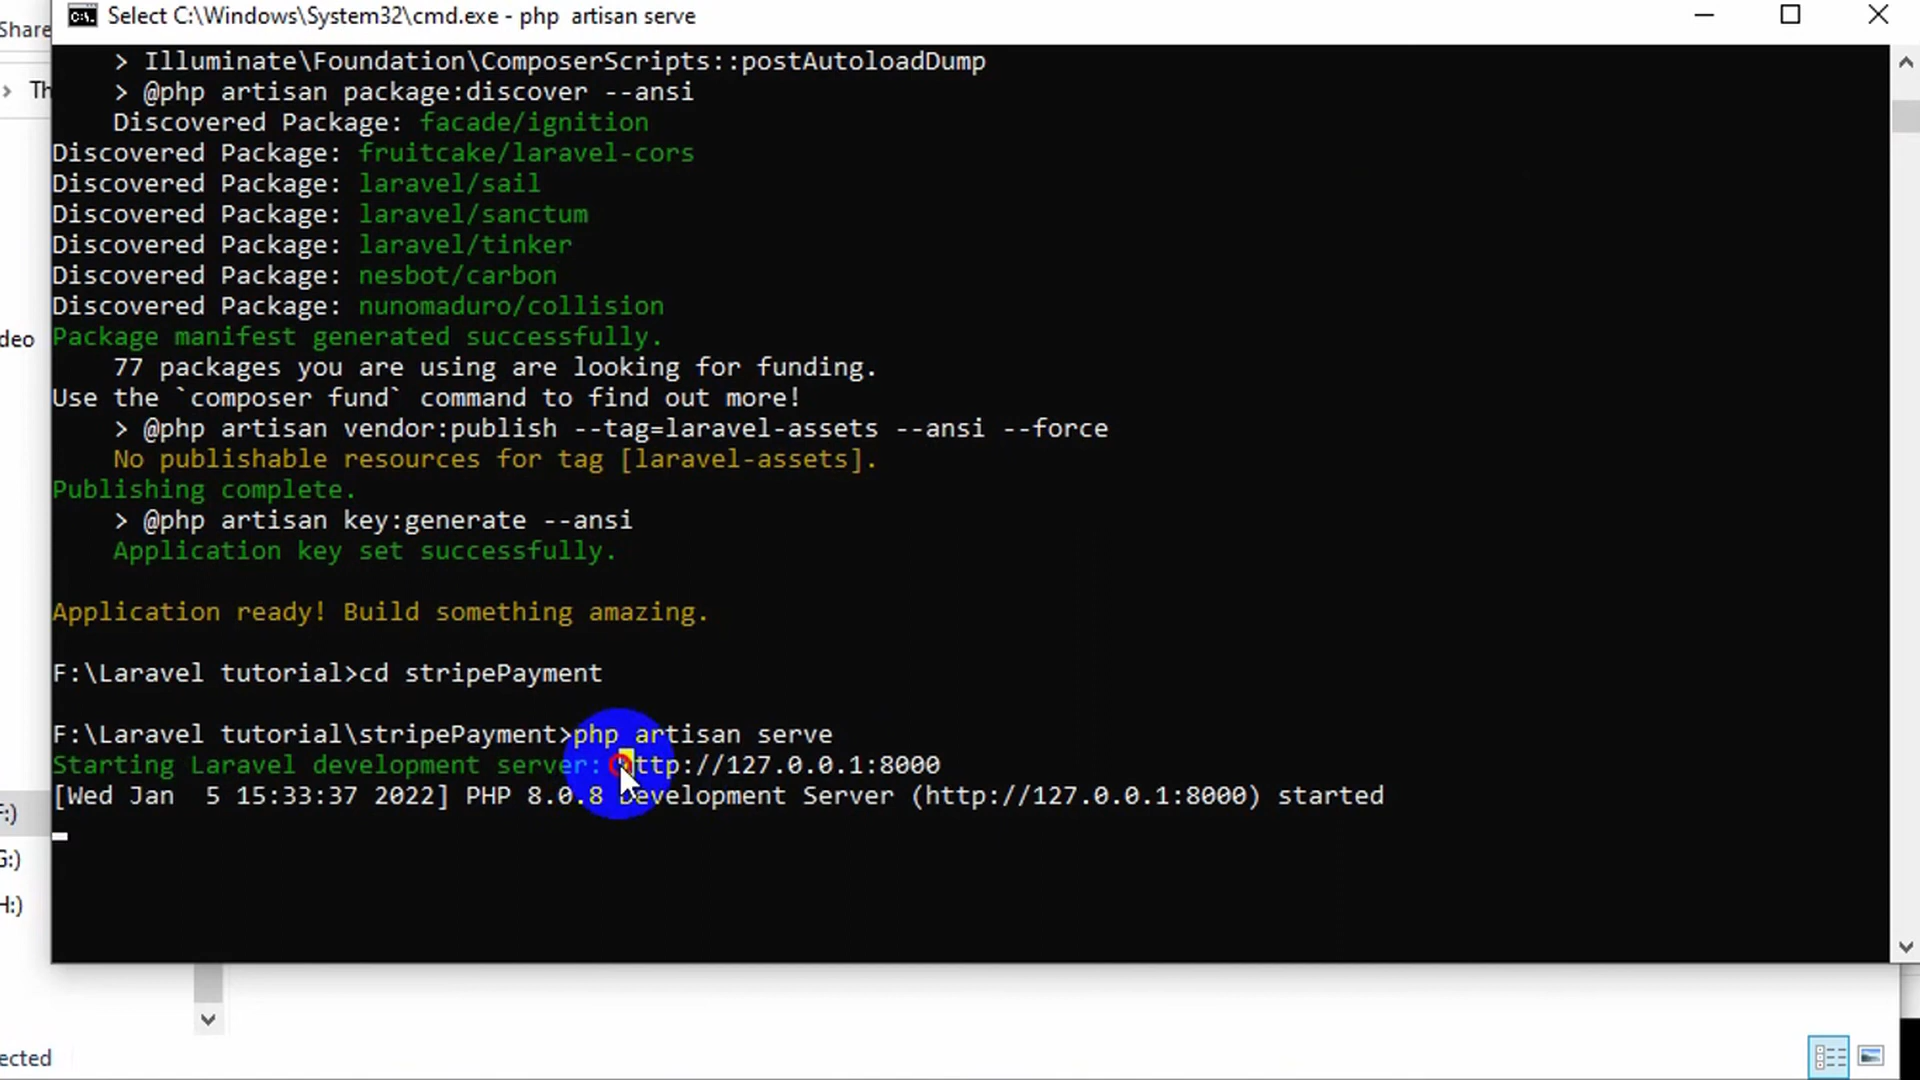 Select C:\Windows\System32\cmd.exe - php  artisan serve
Share
Th
> Illuminate\Foundation\ComposerScripts::postAutoloadDump
> @php artisan package:discover --ansi
Discovered Package: facade/ignition
Discovered Package: fruitcake/laravel-cors
Discovered Package: laravel/sail
Discovered Package: laravel/sanctum
Discovered Package: laravel/tinker
Discovered Package: nesbot/carbon
Discovered Package: nunomaduro/collision
Package manifest generated successfully.
deo
77 packages you are using are looking for funding.
Use the `composer fund` command to find out more!
> @php artisan vendor:publish --tag=laravel-assets --ansi --force
No publishable resources for tag [laravel-assets].
Publishing complete.
> @php artisan key:generate --ansi
Application key set successfully.
Application ready! Build something amazing.
F:\Laravel tutorial>cd stripePayment
F:\Laravel tutorial\stripePayment>php artisan serve
Starting Laravel development server: http://127.0.0.1:8000
[Wed Jan  5 15:33:37 2022] PHP 8.0.8 Development Server (http://127.0.0.1:8000) started
F:)
G:)
H:)
ected